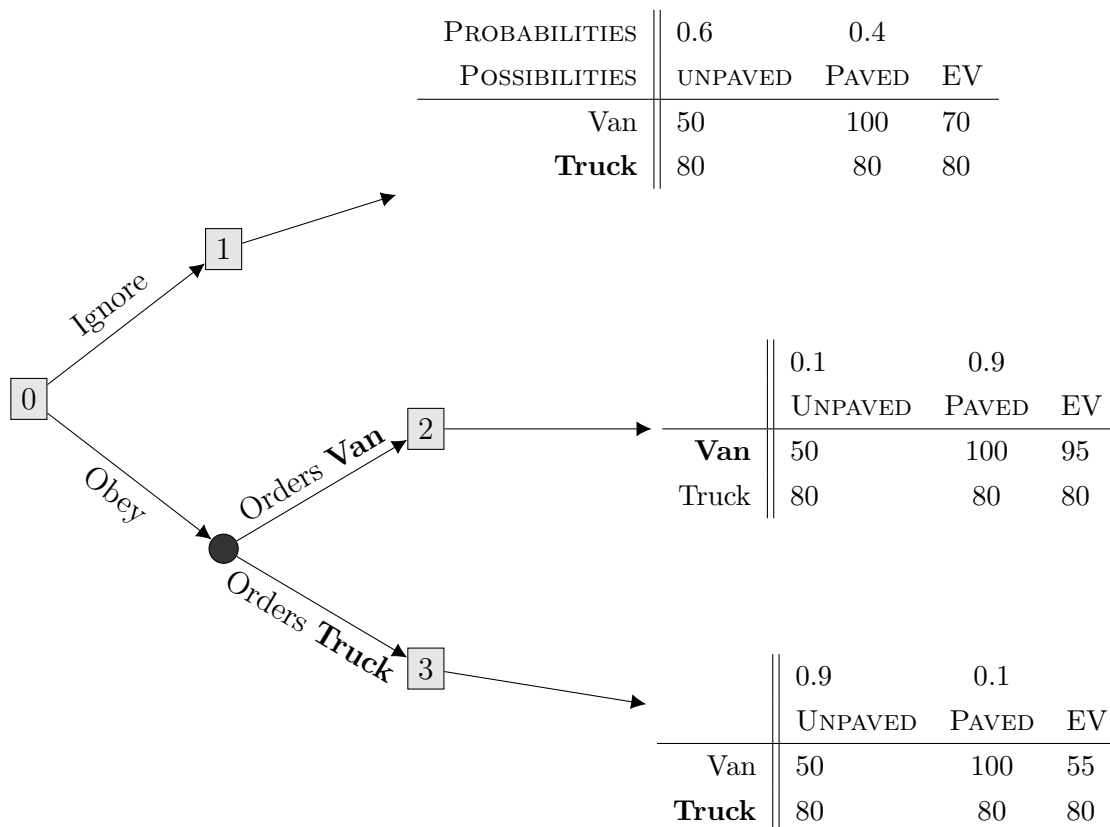 PROBABILITIES 0.6 0.4
POSSIBILITIES UNPAVED PAVED EV
Van 50 100 70
Truck 80 80 80
1
Ignore
0
Obey
Orders Van
2
0.1 0.9
UNPAVED PAVED EV
Van 50 100 95
Truck 80 80 80
Orders Truck
3
0.9 0.1
UNPAVED PAVED EV
Van 50 100 55
Truck 80 80 80